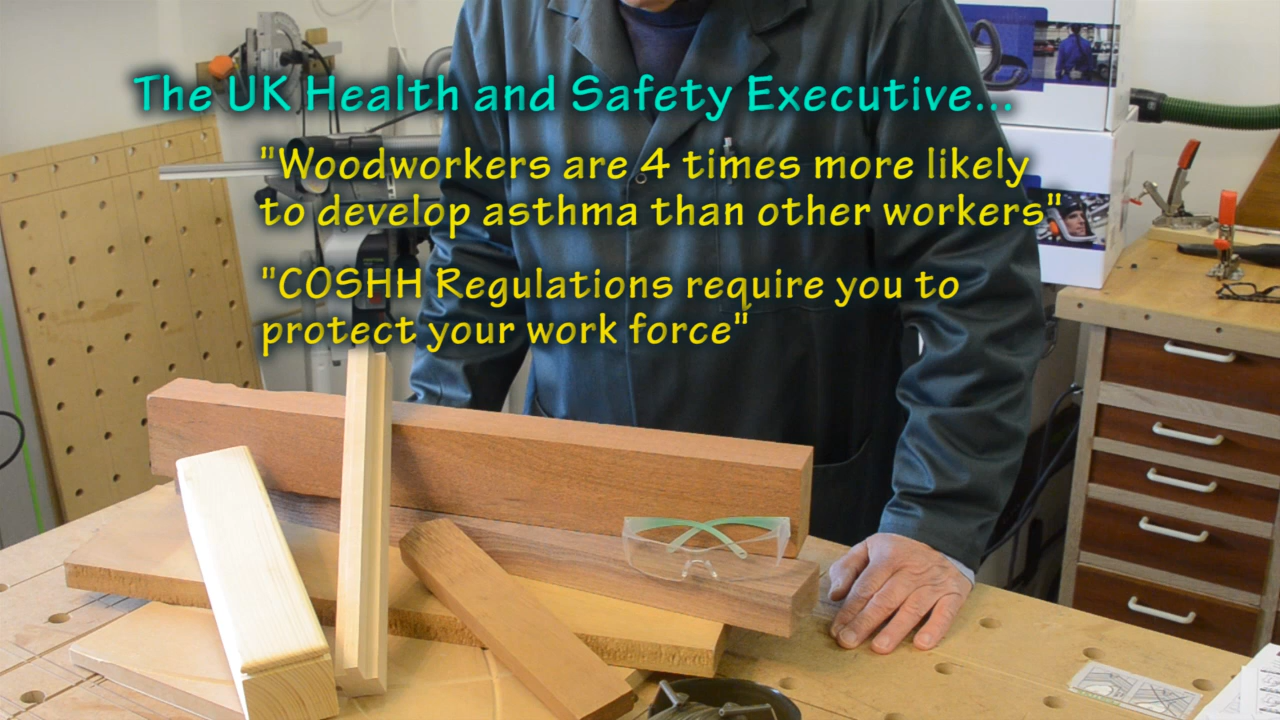 The UK Health and Safety Executive...
"Woodworkers are 4 times more likely
to develop asthma than other workers"
"COSHH Regulations require you to
protect your work force"